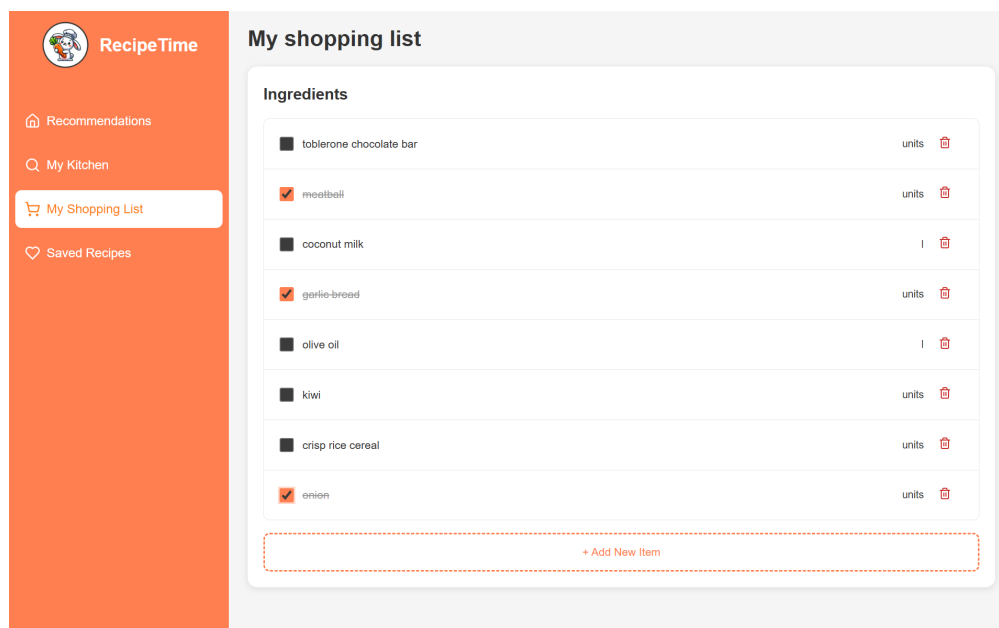 RecipeTime
Recommendations
My Kitchen
My Shopping List
Saved Recipes
My shopping list
Ingredients
toblerone chocolate bar units
meatball units
coconut milk l
garlic bread units
olive oil l
kiwi units
crisp rice cereal units
onion units
+ Add New Item